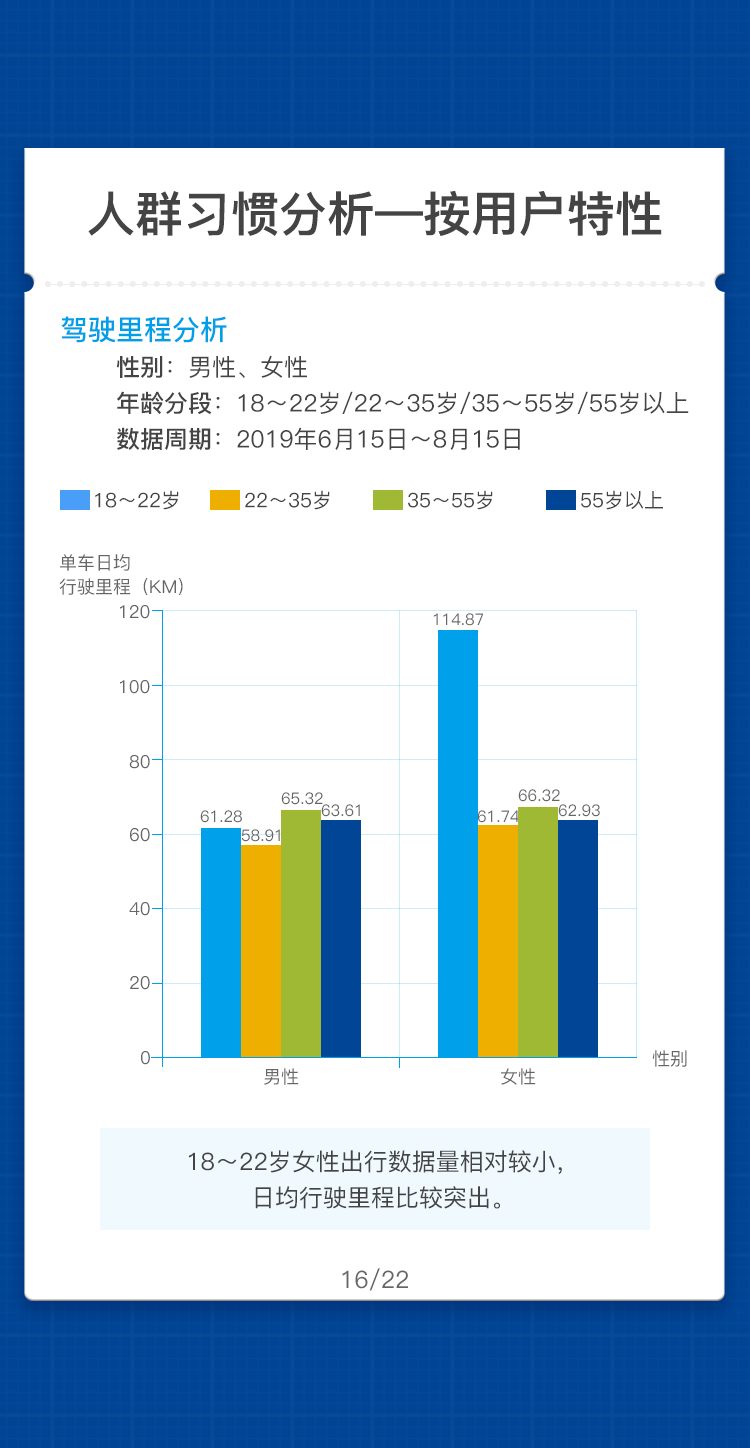 人群习惯分析—按用户特性
驾驶里程分析
性别：男性、女性
年龄分段：18～22岁/22～35岁/35～55岁/55岁以上
数据周期：2019年6月15日～8月15日
18～22岁 22～35岁 35～55岁 55岁以上
单车日均
行驶里程（KM）
120
114.87
100
80
65.32
66.32
61.28
63.61
62.93
61.74
58.91
60
40
20
0
性别
男性 女性
18～22岁女性出行数据量相对较小，
日均行驶里程比较突出。
16/22